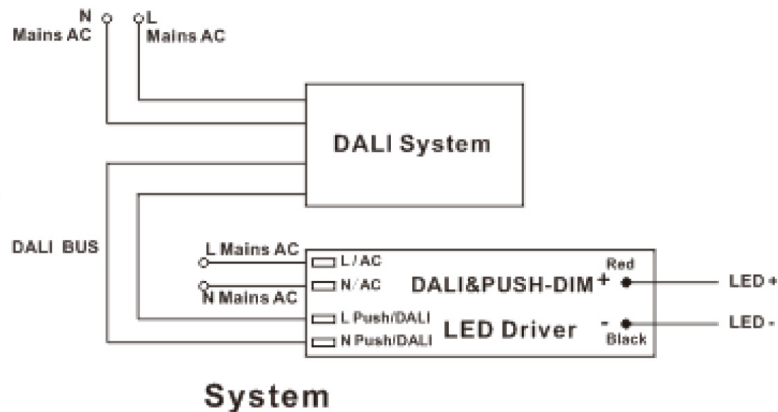 N
L
Mains AC
Mains AC
DALI System
DALI BUS
L Mains AC
N Mains AC
L/AC
N/AC
L Push/DALI
N Push/DALI
DALI&PUSH-DIM
LED Driver
Red
+
-
Black
LED+
LED-
System